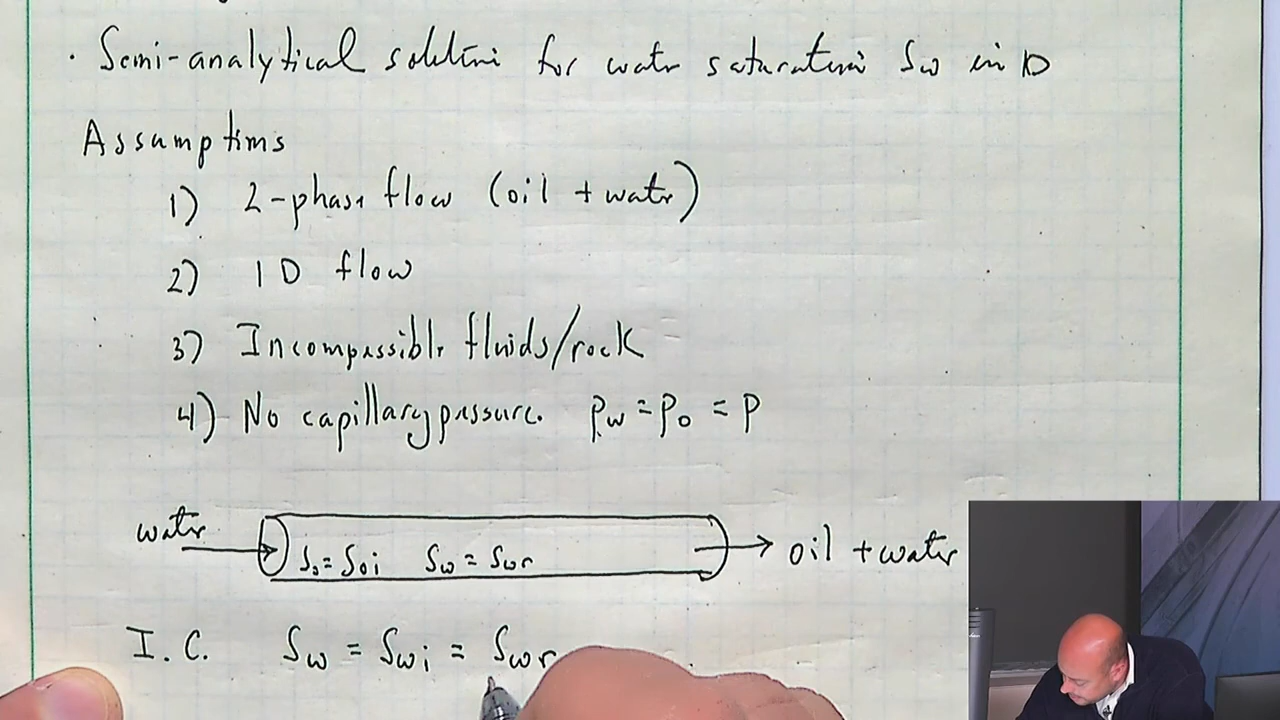 · Semi-analytical solution for water saturation Sw in 1D
Assumptions
1) 2-phase flow (oil + water)
2) 1D flow
3) Incompressible fluids/rock
4) No capillary pressure. Pw = Po = P
water → So = Soi Sw = Swr → oil + water
I.C. Sw = Swi = Swr